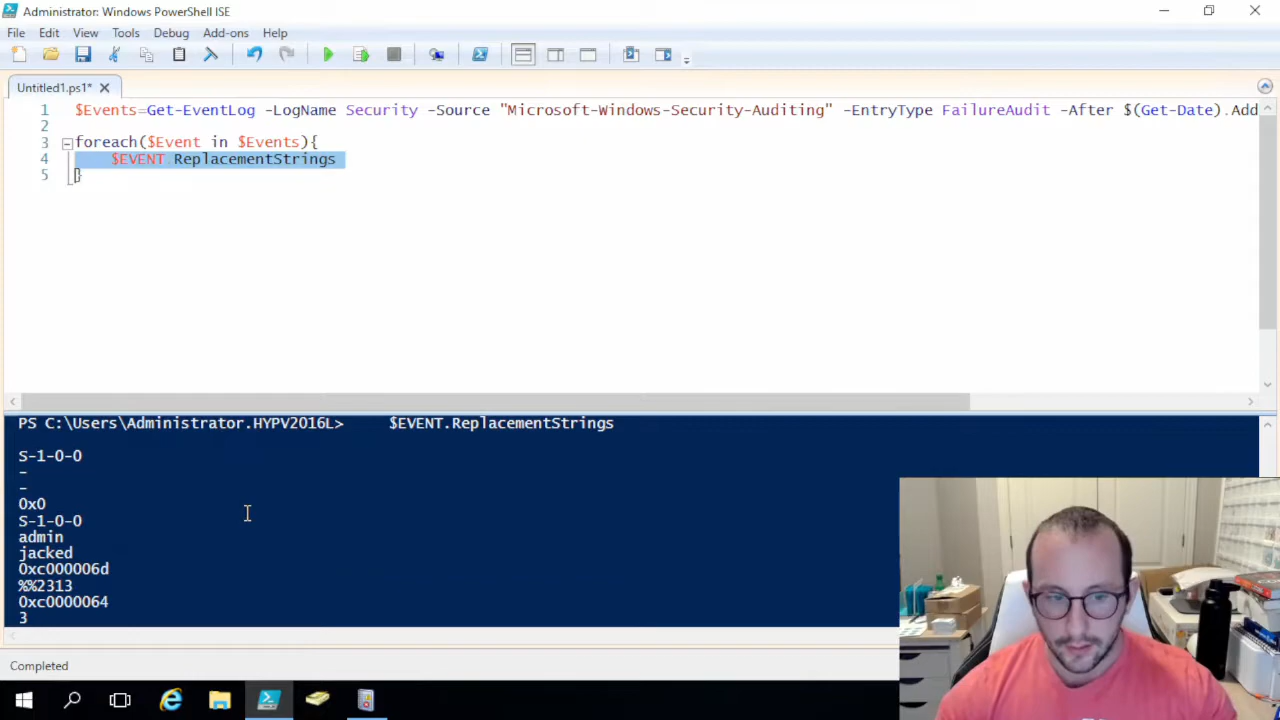 Administrator: Windows PowerShell ISE
File Edit View Tools Debug Add-ons Help
Untitled1.ps1*
1 $Events=Get-EventLog -LogName Security -Source "Microsoft-Windows-Security-Auditing" -EntryType FailureAudit -After $(Get-Date).Add
2
3 foreach($Event in $Events){
4 $EVENT.ReplacementStrings
5 }
PS C:\Users\Administrator.HYPV2016L> $EVENT.ReplacementStrings
S-1-0-0
-
-
0x0
S-1-0-0
admin
jacked
0xc000006d
%%2313
0xc0000064
3
Completed